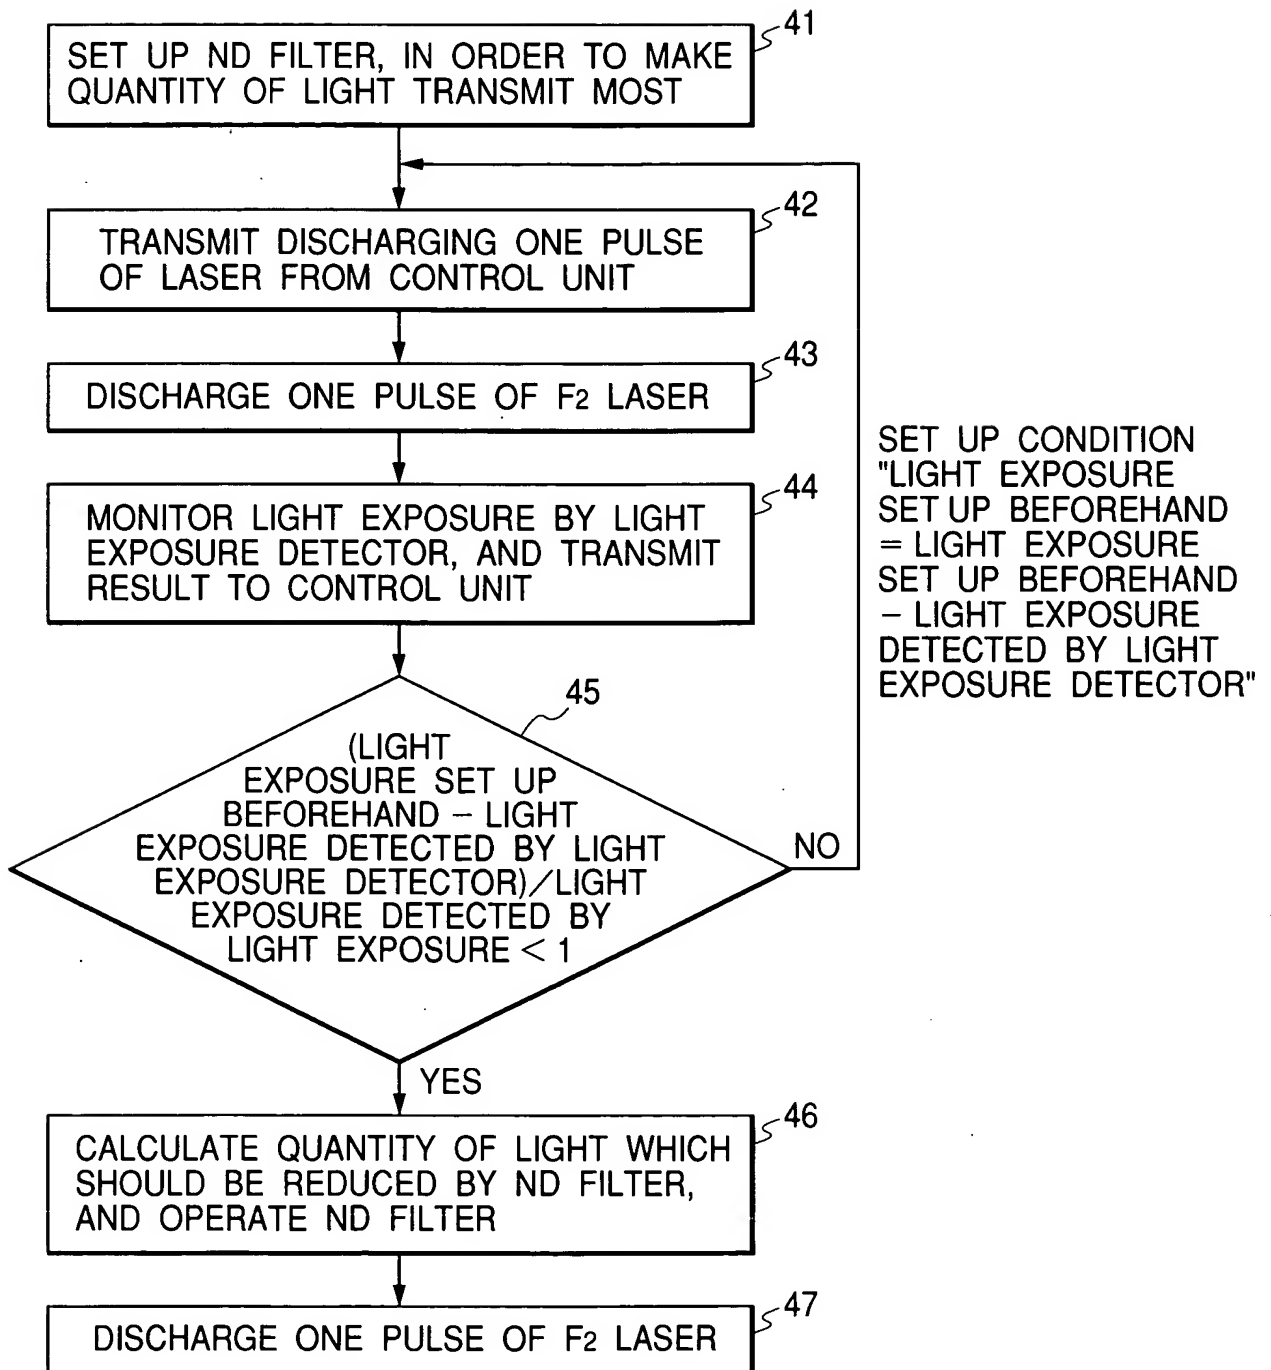 41
SET UP ND FILTER, IN ORDER TO MAKE
QUANTITY OF LIGHT TRANSMIT MOST
42
TRANSMIT DISCHARGING ONE PULSE
OF LASER FROM CONTROL UNIT
43
DISCHARGE ONE PULSE OF F2 LASER
44
MONITOR LIGHT EXPOSURE BY LIGHT
EXPOSURE DETECTOR, AND TRANSMIT
RESULT TO CONTROL UNIT
SET UP CONDITION
"LIGHT EXPOSURE
SET UP BEFOREHAND
= LIGHT EXPOSURE
SET UP BEFOREHAND
− LIGHT EXPOSURE
DETECTED BY LIGHT
EXPOSURE DETECTOR"
45
(LIGHT
EXPOSURE SET UP
BEFOREHAND − LIGHT
EXPOSURE DETECTED BY LIGHT
EXPOSURE DETECTOR)/LIGHT
EXPOSURE DETECTED BY
LIGHT EXPOSURE < 1
NO
YES
46
CALCULATE QUANTITY OF LIGHT WHICH
SHOULD BE REDUCED BY ND FILTER,
AND OPERATE ND FILTER
47
DISCHARGE ONE PULSE OF F2 LASER